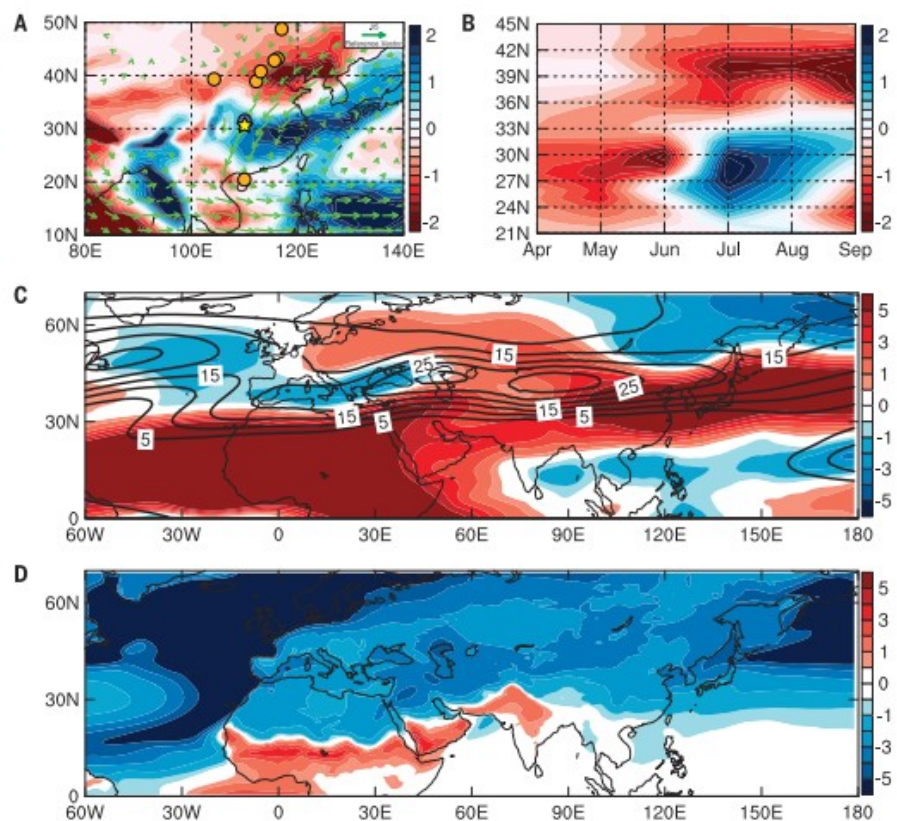 A
50N
40N
30N
20N
10N
80E 100E 120E 140E
2
1
0
-1
-2
Reference Vector
B
45N
42N
39N
36N
33N
30N
27N
24N
21N
Apr May Jun Jul Aug Sep
2
1
0
-1
-2
C
60N
30N
0
60W 30W 0 30E 60E 90E 120E 150E 180
15
25
15
15
25
15
5
15
5
5
5
3
1
0
-1
-3
-5
D
60N
30N
0
60W 30W 0 30E 60E 90E 120E 150E 180
5
3
1
0
-1
-3
-5